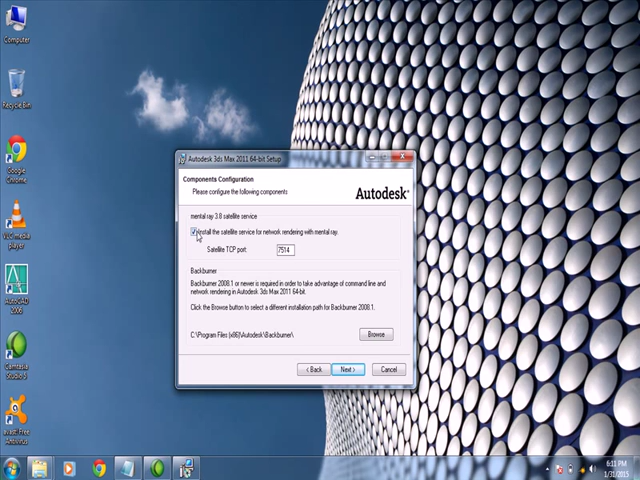 Computer
Recycle Bin
Google
Chrome
VLC media
player
AutoCAD
2006
Camtasia
Studio 8
avast! Free
Antivirus
Autodesk 3ds Max 2011 64-bit Setup
Components Configuration
Please configure the following components
Autodesk
mental ray 3.8 satellite service
Install the satellite service for network rendering with mental ray.
Satellite TCP port:
7514
Backburner
Backburner 2008.1 or newer is required in order to take advantage of command line and
network rendering in Autodesk 3ds Max 2011 64-bit.
Click the Browse button to select a different installation path for Backburner 2008.1.
C:\Program Files (x86)\Autodesk\Backburner\
Browse
< Back
Next >
Cancel
6:11 PM
1/31/2015